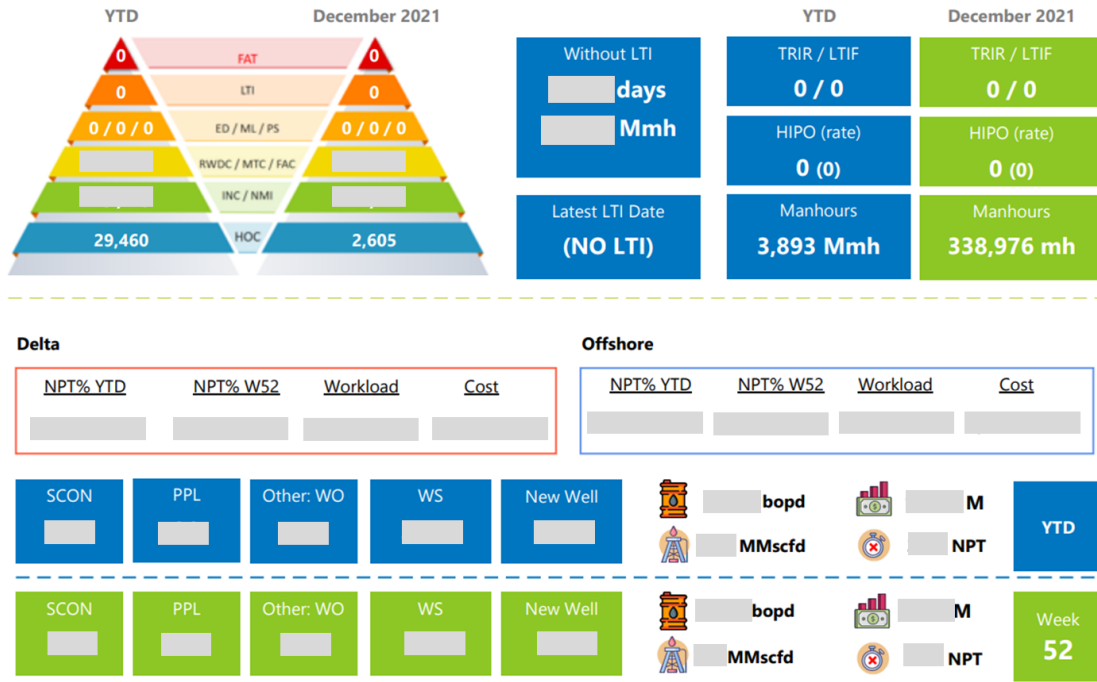 YTD
December 2021
YTD
December 2021
0
FAT
0
0
LTI
0
0 / 0 / 0
ED / ML / PS
0 / 0 / 0
RWDC / MTC / FAC
INC / NMI
29,460
HOC
2,605
Without LTI
days
Mmh
Latest LTI Date
(NO LTI)
TRIR / LTIF
0 / 0
TRIR / LTIF
0 / 0
HIPO (rate)
0 (0)
HIPO (rate)
0 (0)
Manhours
3,893 Mmh
Manhours
338,976 mh
Delta
NPT% YTD
NPT% W52
Workload
Cost
Offshore
NPT% YTD
NPT% W52
Workload
Cost
SCON
PPL
Other: WO
WS
New Well
bopd
M
MMscfd
NPT
YTD
SCON
PPL
Other: WO
WS
New Well
bopd
M
MMscfd
NPT
Week
52